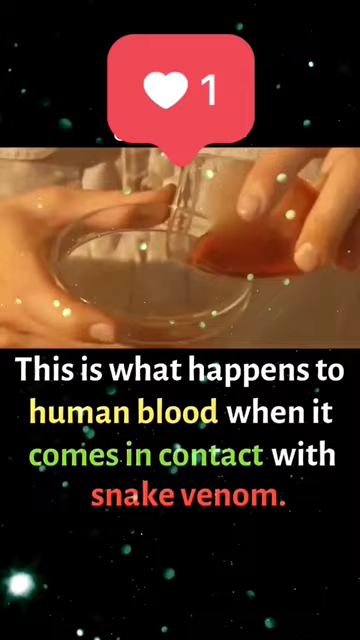 1
This is what happens to
human blood when it
comes in contact with
snake venom.